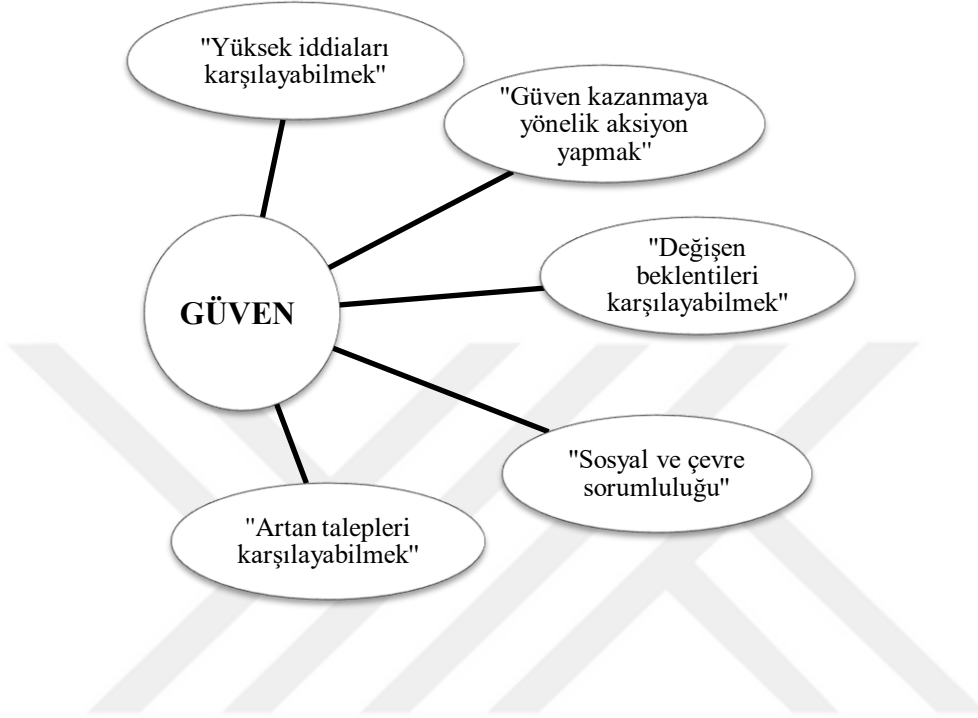 "Yüksek iddiaları
karşılayabilmek"
"Güven kazanmaya
yönelik aksiyon
yapmak"
"Değişen
beklentileri
karşılayabilmek"
GÜVEN
"Sosyal ve çevre
sorumluluğu"
"Artan talepleri
karşılayabilmek"